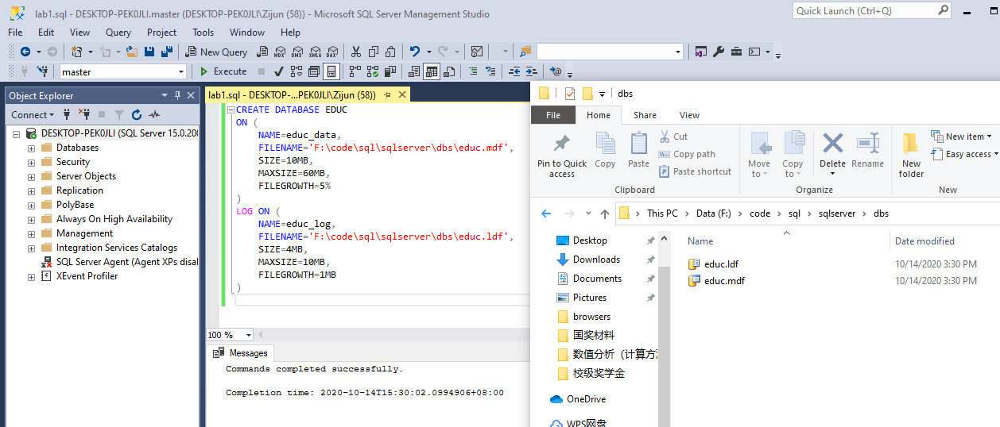 lab1.sql - DESKTOP-PEK0JLI.master (DESKTOP-PEK0JLI\Zijun (58)) - Microsoft SQL Server Management Studio
Quick Launch (Ctrl+Q)
File Edit View Query Project Tools Window Help
New Query MDX DMX XMLA DAX
master Execute
Object Explorer
Connect
DESKTOP-PEK0JLI (SQL Server 15.0.200
Databases
Security
Server Objects
Replication
PolyBase
Always On High Availability
Management
Integration Services Catalogs
SQL Server Agent (Agent XPs disal
XEvent Profiler
lab1.sql - DESKTOP-...PEK0JLI\Zijun (58))
CREATE DATABASE EDUC
ON (
NAME=educ_data,
FILENAME='F:\code\sql\sqlserver\dbs\educ.mdf',
SIZE=10MB,
MAXSIZE=60MB,
FILEGROWTH=5%
)
LOG ON (
NAME=educ_log,
FILENAME='F:\code\sql\sqlserver\dbs\educ.ldf',
SIZE=4MB,
MAXSIZE=10MB,
FILEGROWTH=1MB
)
100 %
Messages
Commands completed successfully.
Completion time: 2020-10-14T15:30:02.0994906+08:00
dbs
File Home Share View
Pin to Quick access
Copy
Paste
Cut
Copy path
Paste shortcut
Clipboard
Move to
Copy to
Delete
Rename
Organize
New folder
New item
Easy access
New
This PC > Data (F:) > code > sql > sqlserver > dbs
Desktop
Downloads
Documents
Pictures
browsers
国奖材料
数值分析（计算方
校级奖学金
OneDrive
WPS网盘
Name Date modified
educ.ldf 10/14/2020 3:30 PM
educ.mdf 10/14/2020 3:30 PM